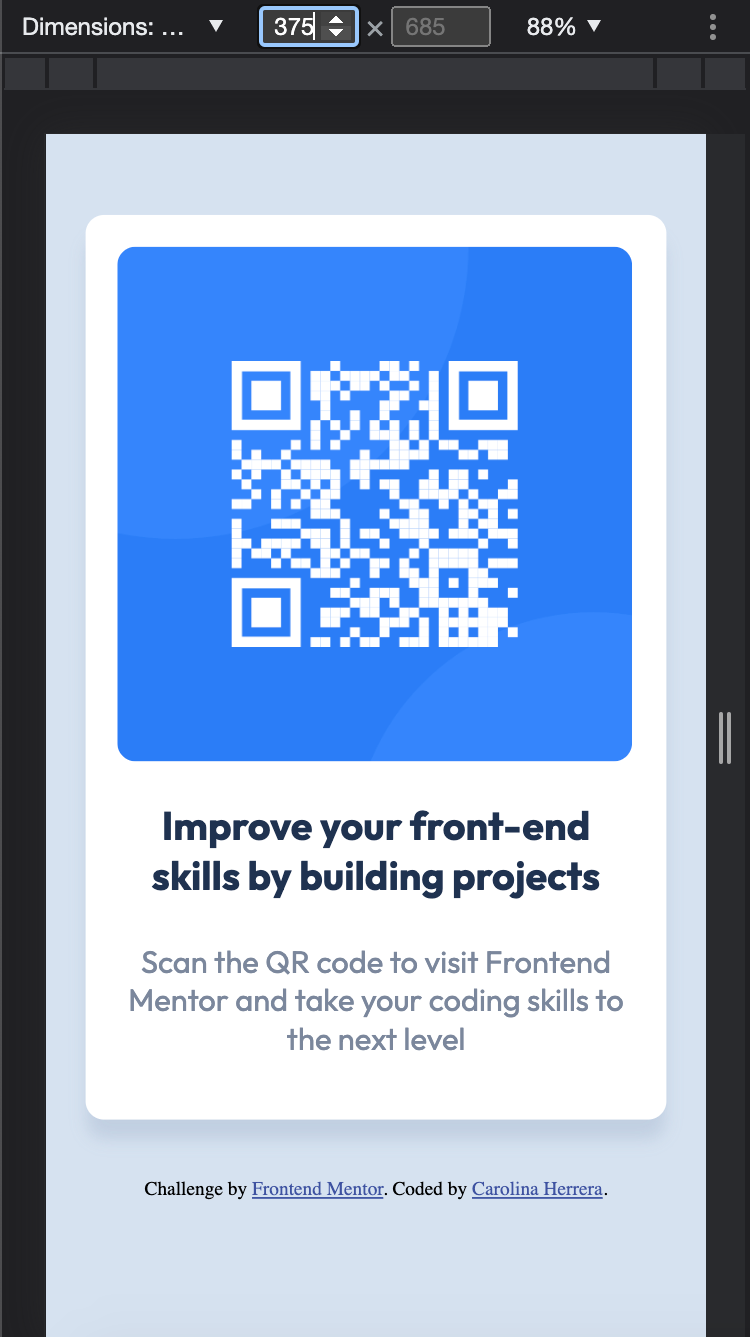 Dimensions: ... 375 × 685 88%
Improve your front-end
skills by building projects
Scan the QR code to visit Frontend
Mentor and take your coding skills to
the next level
Challenge by Frontend Mentor. Coded by Carolina Herrera.